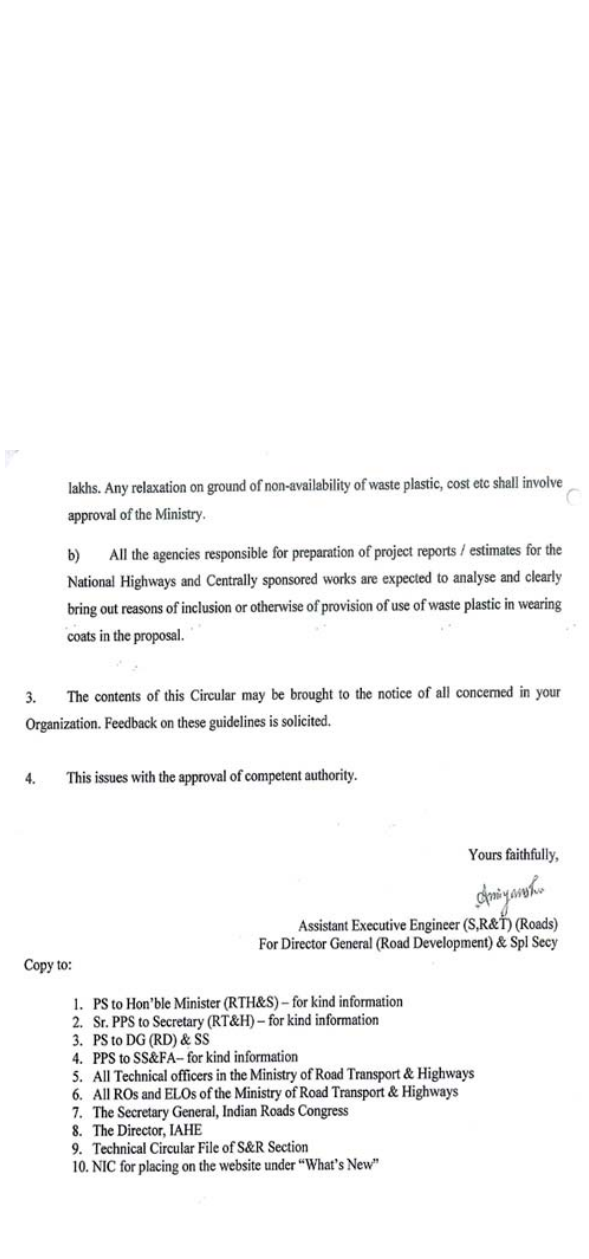 lakhs. Any relaxation on ground of non-availability of waste plastic, cost etc shall involve
approval of the Ministry.
b) All the agencies responsible for preparation of project reports / estimates for the
National Highways and Centrally sponsored works are expected to analyse and clearly
bring out reasons of inclusion or otherwise of provision of use of waste plastic in wearing
coats in the proposal.
3. The contents of this Circular may be brought to the notice of all concerned in your
Organization. Feedback on these guidelines is solicited.
4. This issues with the approval of competent authority.
Yours faithfully,
Assistant Executive Engineer (S,R&T) (Roads)
For Director General (Road Development) & Spl Secy
Copy to:
1. PS to Hon'ble Minister (RTH&S) – for kind information
2. Sr. PPS to Secretary (RT&H) – for kind information
3. PS to DG (RD) & SS
4. PPS to SS&FA– for kind information
5. All Technical officers in the Ministry of Road Transport & Highways
6. All ROs and ELOs of the Ministry of Road Transport & Highways
7. The Secretary General, Indian Roads Congress
8. The Director, IAHE
9. Technical Circular File of S&R Section
10. NIC for placing on the website under "What's New"